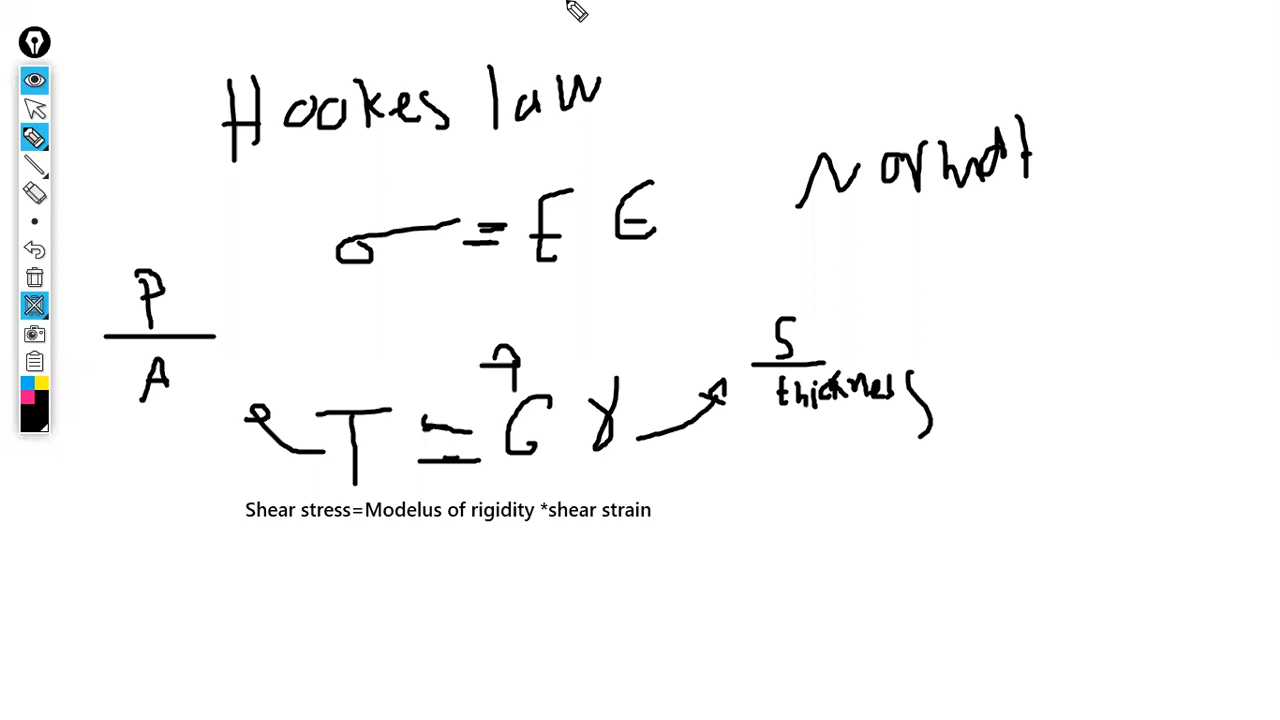 Hookes law
Normal
σ = E ϵ
P
A
S
thickness
τ = G γ
Shear stress=Modelus of rigidity *shear strain